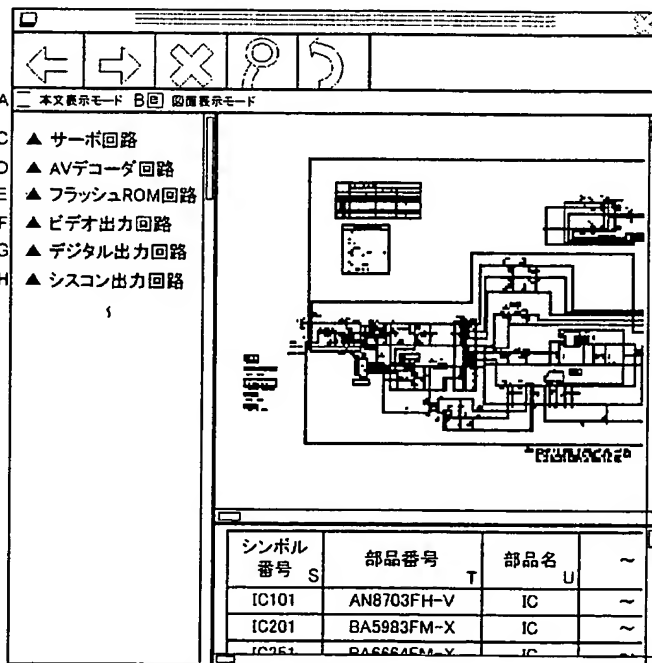 A 本文表示モード B 回 図面表示モード
C ▲ サーボ回路
D ▲ AVデコーダ回路
E ▲ フラッシュROM回路
F ▲ ビデオ出力回路
G ▲ デジタル出力回路
H ▲ シスコン出力回路
シンボル番号 S 部品番号 T 部品名 U ~
IC101 AN8703FH-V IC ~
IC201 BA5983FM-X IC ~
IC251 BA6664FM-X IC ~